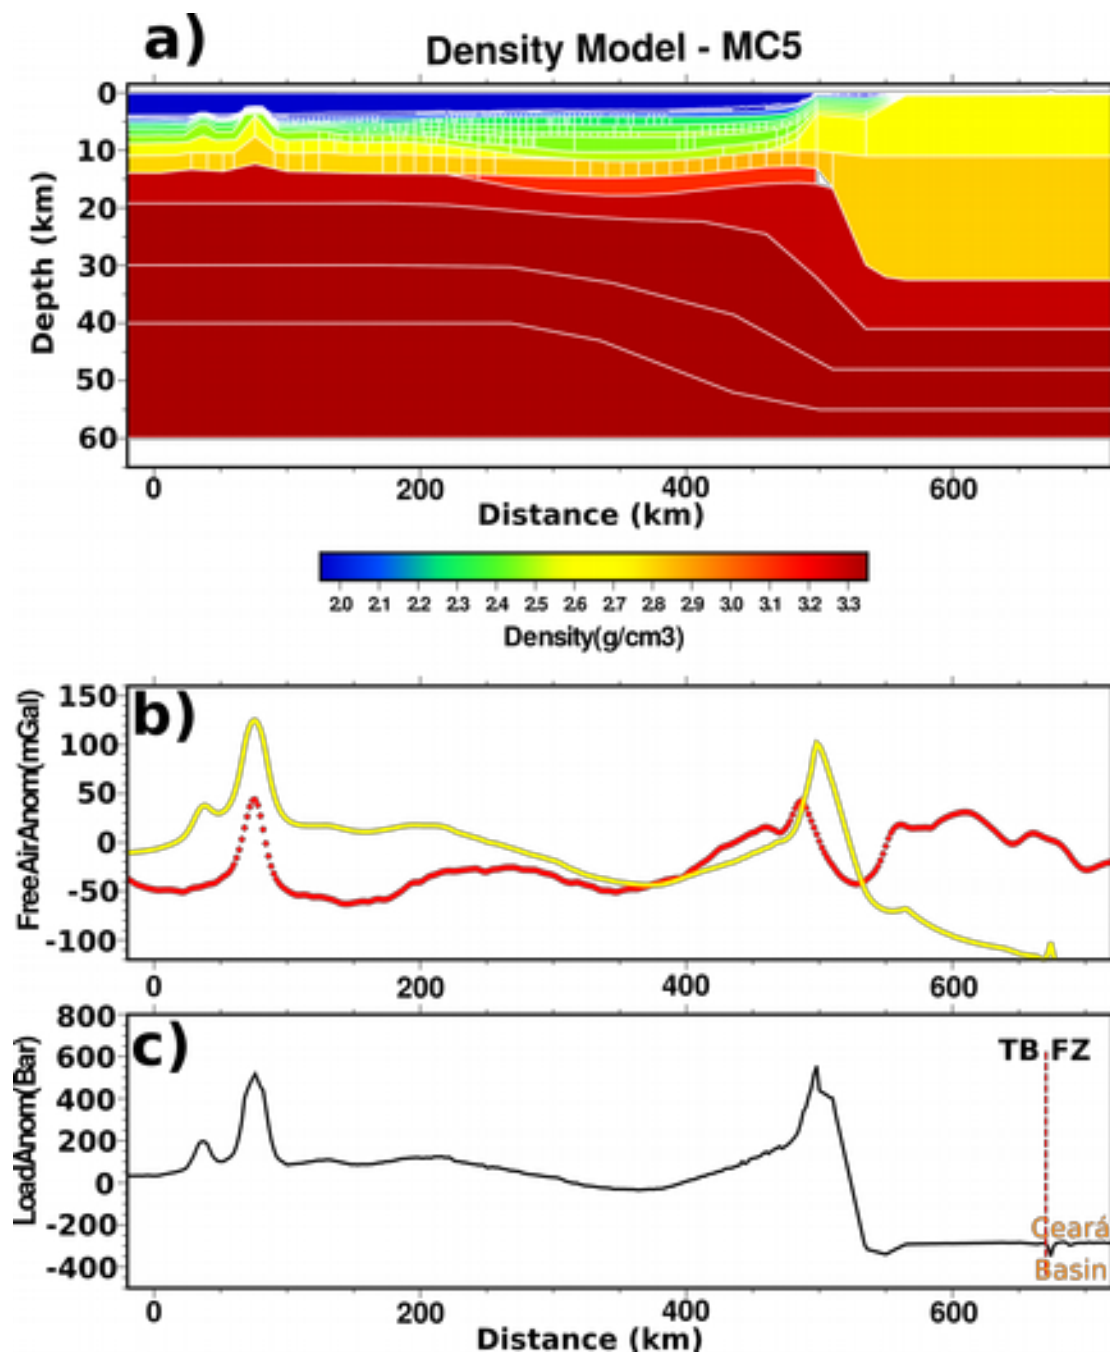 a)
Density Model - MC5
0
10
20
30
40
50
60
Depth (km)
0 200 400 600
Distance (km)
2.0 2.1 2.2 2.3 2.4 2.5 2.6 2.7 2.8 2.9 3.0 3.1 3.2 3.3
Density(g/cm3)
b)
150
100
50
0
-50
-100
FreeAirAnom(mGal)
0 200 400 600
c)
800
600
400
200
0
-200
-400
LoadAnom(Bar)
TB FZ
Ceará
Basin
0 200 400 600
Distance (km)